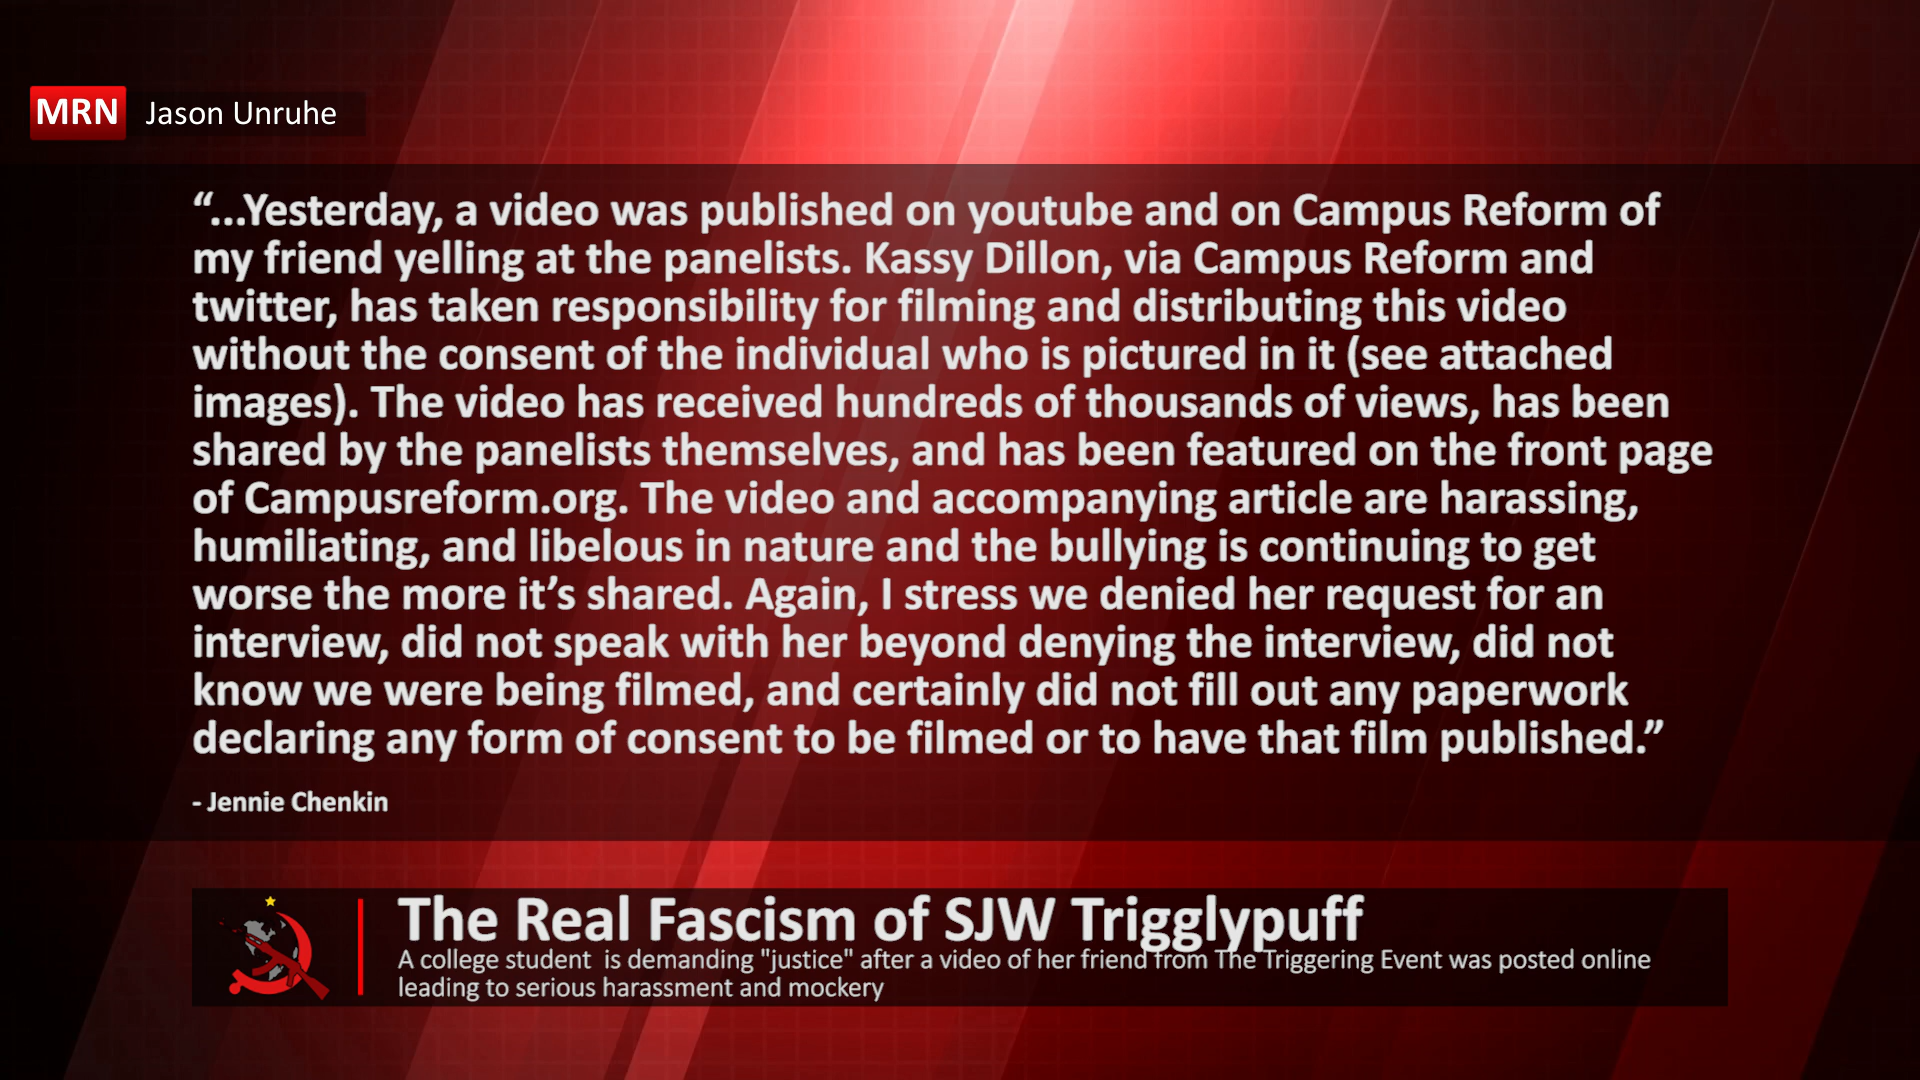 MRN Jason Unruhe
“...Yesterday, a video was published on youtube and on Campus Reform of
my friend yelling at the panelists. Kassy Dillon, via Campus Reform and
twitter, has taken responsibility for filming and distributing this video
without the consent of the individual who is pictured in it (see attached
images). The video has received hundreds of thousands of views, has been
shared by the panelists themselves, and has been featured on the front page
of Campusreform.org. The video and accompanying article are harassing,
humiliating, and libelous in nature and the bullying is continuing to get
worse the more it’s shared. Again, I stress we denied her request for an
interview, did not speak with her beyond denying the interview, did not
know we were being filmed, and certainly did not fill out any paperwork
declaring any form of consent to be filmed or to have that film published.”
- Jennie Chenkin
The Real Fascism of SJW Trigglypuff
A college student  is demanding "justice" after a video of her friend from The Triggering Event was posted online
leading to serious harassment and mockery